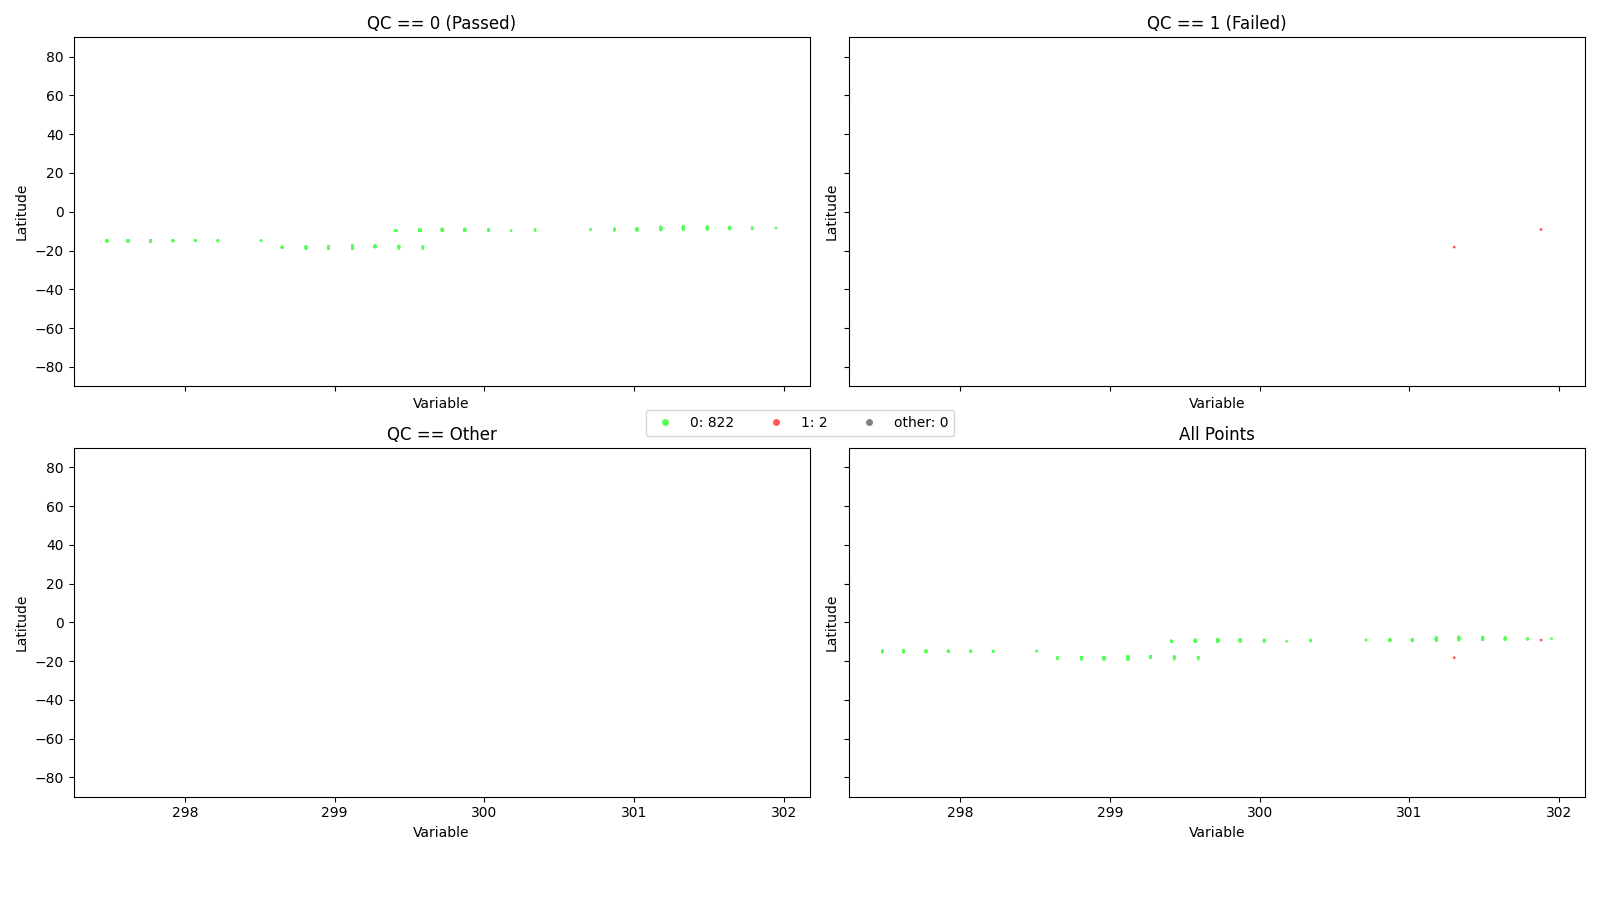 QC == 0 (Passed)
80
60
40
20
0
−20
−40
−60
−80
Latitude
Variable
QC == 1 (Failed)
Latitude
Variable
0: 822 1: 2 other: 0
QC == Other
80
60
40
20
0
−20
−40
−60
−80
Latitude
298 299 300 301 302
Variable
All Points
Latitude
298 299 300 301 302
Variable